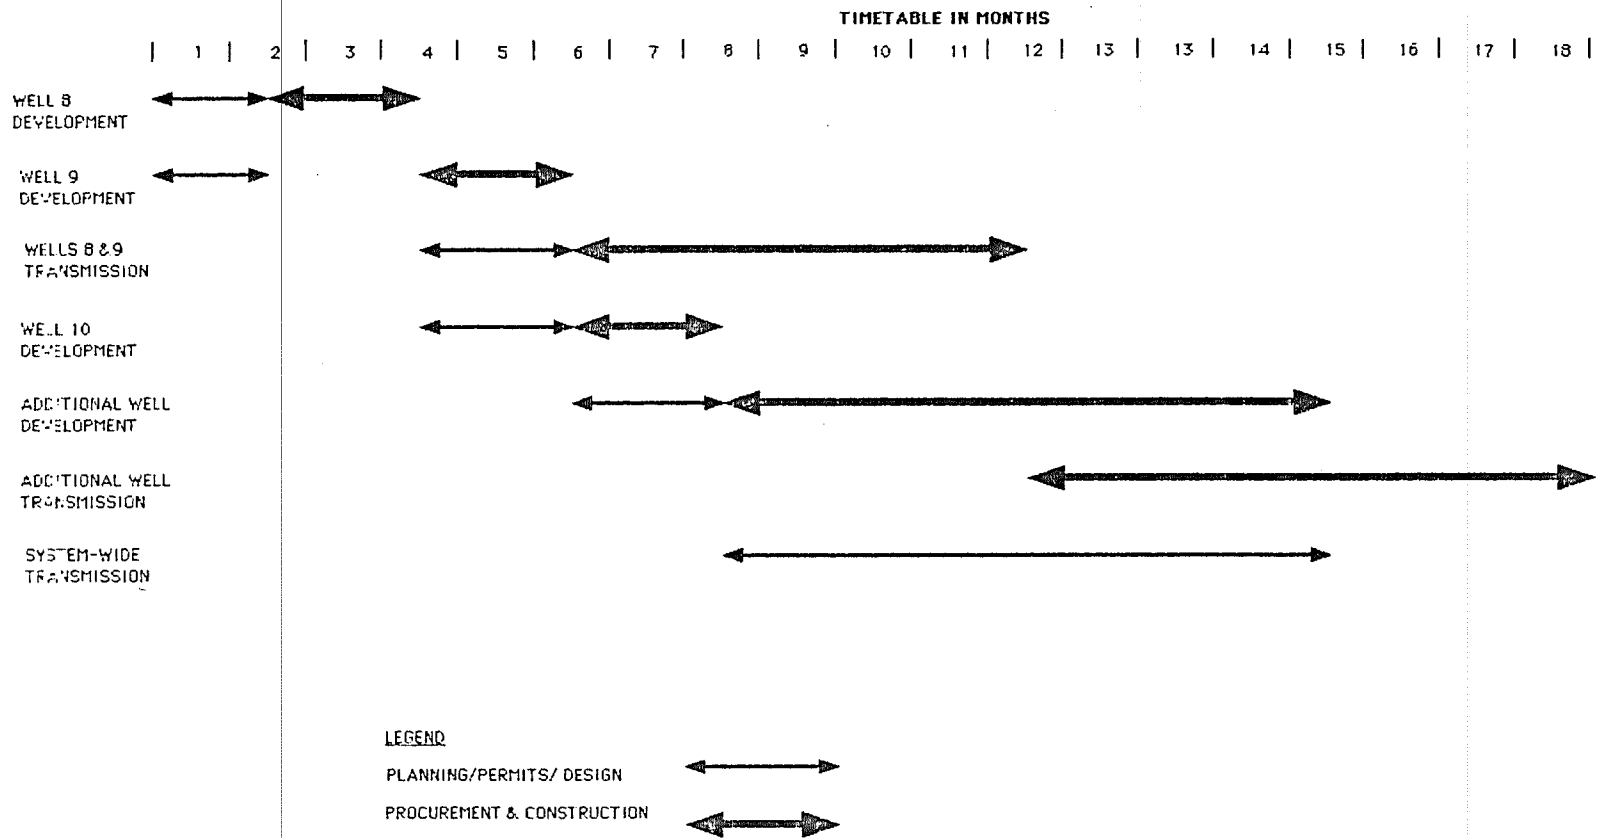 TIMETABLE IN MONTHS
| 1 | 2 | 3 | 4 | 5 | 6 | 7 | 8 | 9 | 10 | 11 | 12 | 13 | 13 | 14 | 15 | 16 | 17 | 18 |
WELL 8
DEVELOPMENT
WELL 9
DEVELOPMENT
WELLS 8 & 9
TRANSMISSION
WELL 10
DEVELOPMENT
ADDITIONAL WELL
DEVELOPMENT
ADDITIONAL WELL
TRANSMISSION
SYSTEM-WIDE
TRANSMISSION
LEGEND
PLANNING/PERMITS/ DESIGN
PROCUREMENT & CONSTRUCTION